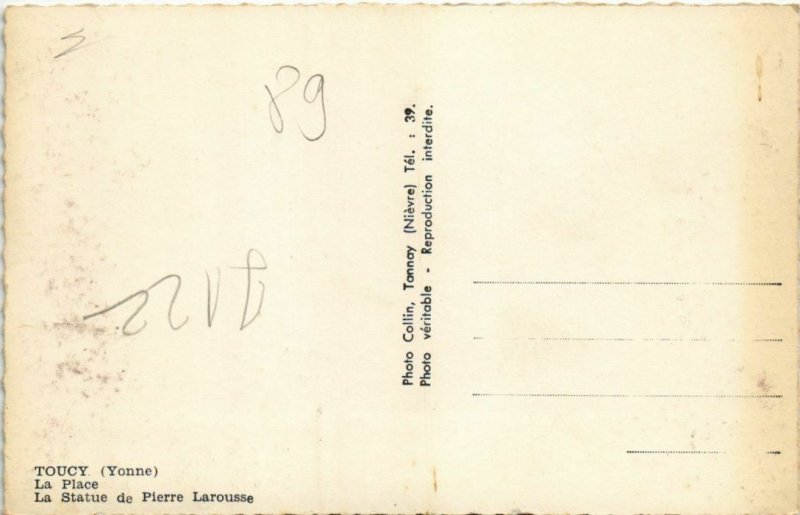 89
Photo Collin, Tannay (Nièvre) Tél. : 39.
Photo véritable - Reproduction interdite.
TOUCY (Yonne)
La Place
La Statue de Pierre Larousse